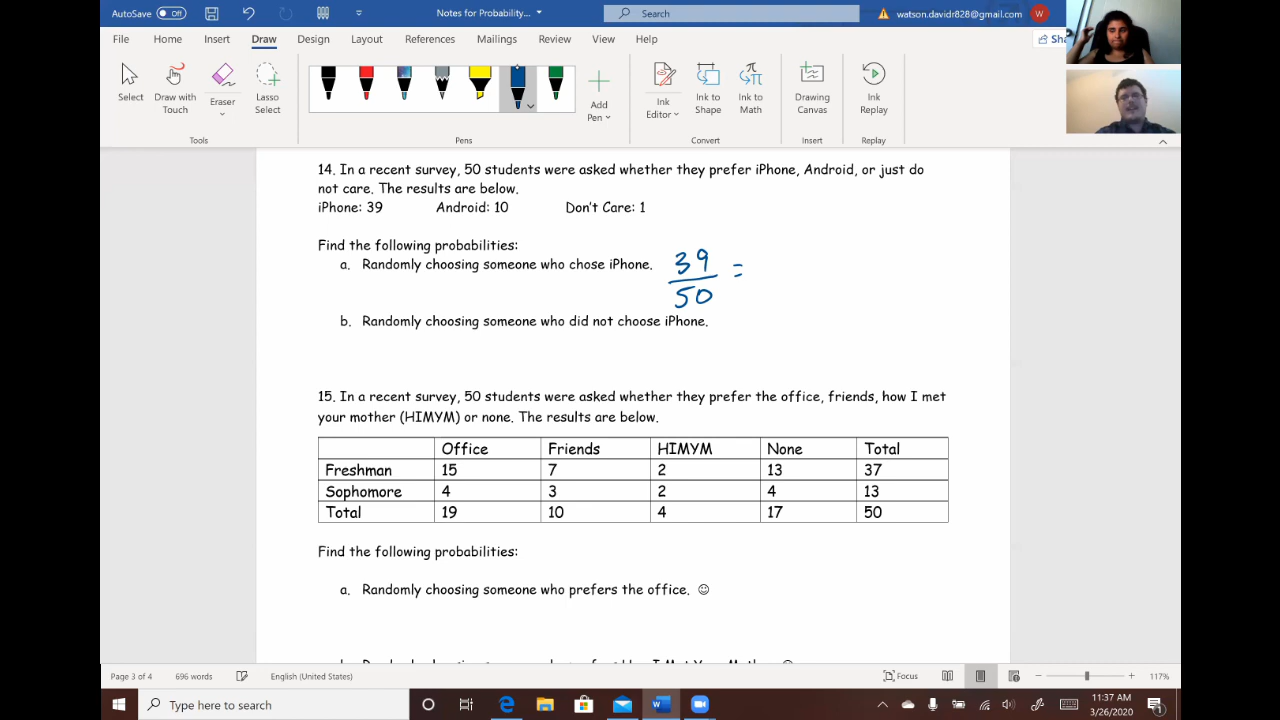 AutoSave Off
Notes for Probability...
Search
watson.davidr828@gmail.com
W
File Home Insert Draw Design Layout References Mailings Review View Help
Select
Draw with Touch
Eraser
Lasso Select
Add Pen
Ink Editor
Ink to Shape
Ink to Math
Drawing Canvas
Ink Replay
Tools Pens Convert Insert Replay
14. In a recent survey, 50 students were asked whether they prefer iPhone, Android, or just do
not care. The results are below.
iPhone: 39 Android: 10 Don't Care: 1
Find the following probabilities:
a. Randomly choosing someone who chose iPhone. 39/50 =
b. Randomly choosing someone who did not choose iPhone.
15. In a recent survey, 50 students were asked whether they prefer the office, friends, how I met
your mother (HIMYM) or none. The results are below.
Office Friends HIMYM None Total
Freshman 15 7 2 13 37
Sophomore 4 3 2 4 13
Total 19 10 4 17 50
Find the following probabilities:
a. Randomly choosing someone who prefers the office. ☺
Page 3 of 4 696 words English (United States) Focus 117%
Type here to search
11:37 AM
3/26/2020
1